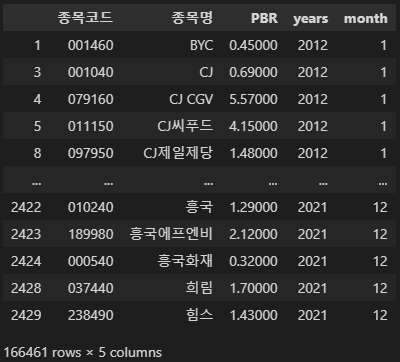 종목코드 종목명 PBR years month
1 001460 BYC 0.45000 2012 1
3 001040 CJ 0.69000 2012 1
4 079160 CJ CGV 5.57000 2012 1
5 011150 CJ씨푸드 4.15000 2012 1
8 097950 CJ제일제당 1.48000 2012 1
... ... ... ... ... ...
2422 010240 흥국 1.29000 2021 12
2423 189980 흥국에프엔비 2.12000 2021 12
2424 000540 흥국화재 0.32000 2021 12
2428 037440 희림 1.70000 2021 12
2429 238490 힘스 1.43000 2021 12
166461 rows × 5 columns